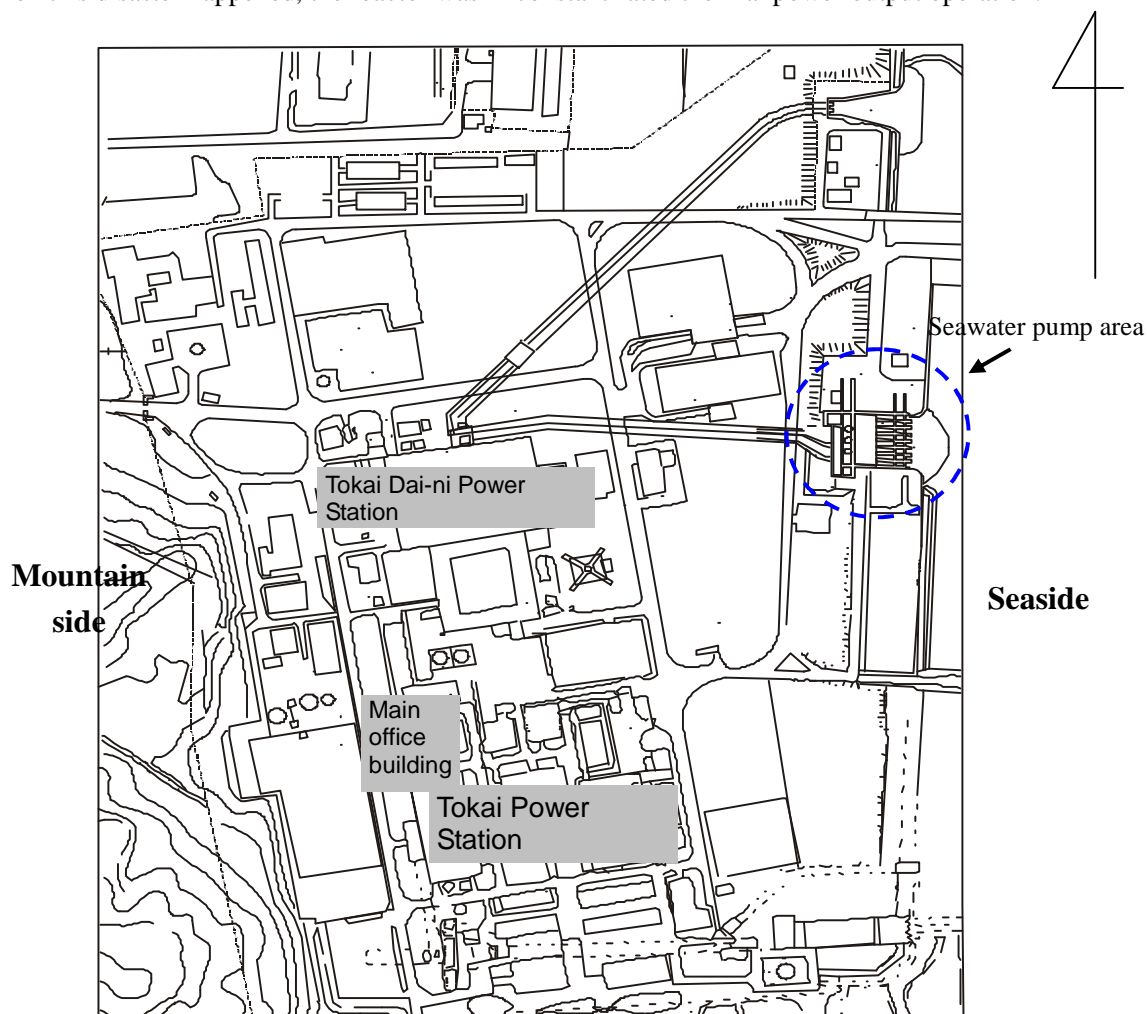 Seawater pump area
Tokai Dai-ni Power
Station
Mountain
side
Seaside
Main
office
building
Tokai Power
Station